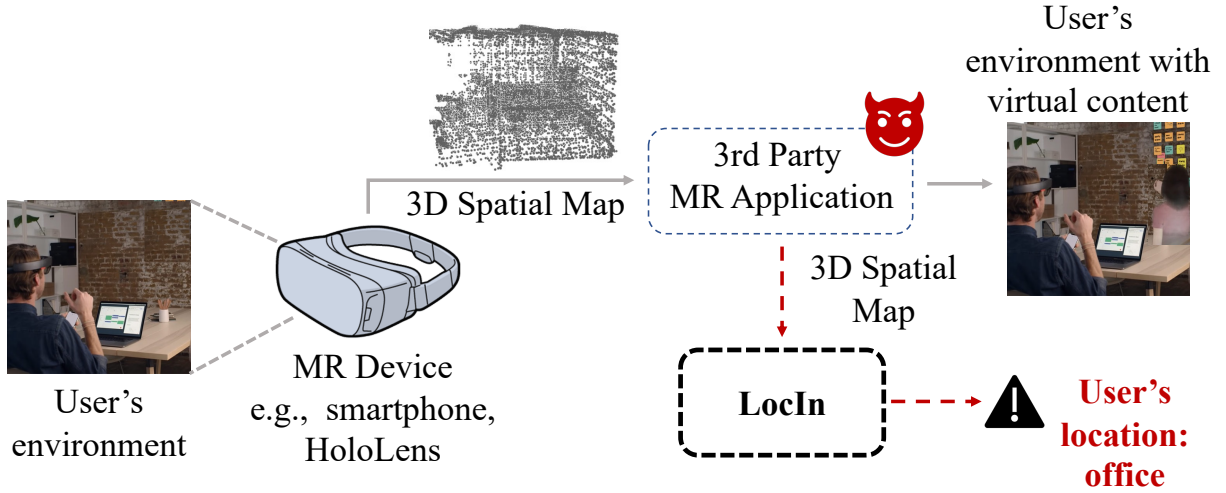 User's
environment with
virtual content
3rd Party
MR Application
3D Spatial Map
3D Spatial
Map
MR Device
e.g., smartphone,
HoloLens
User's
environment
LocIn
User's
location:
office